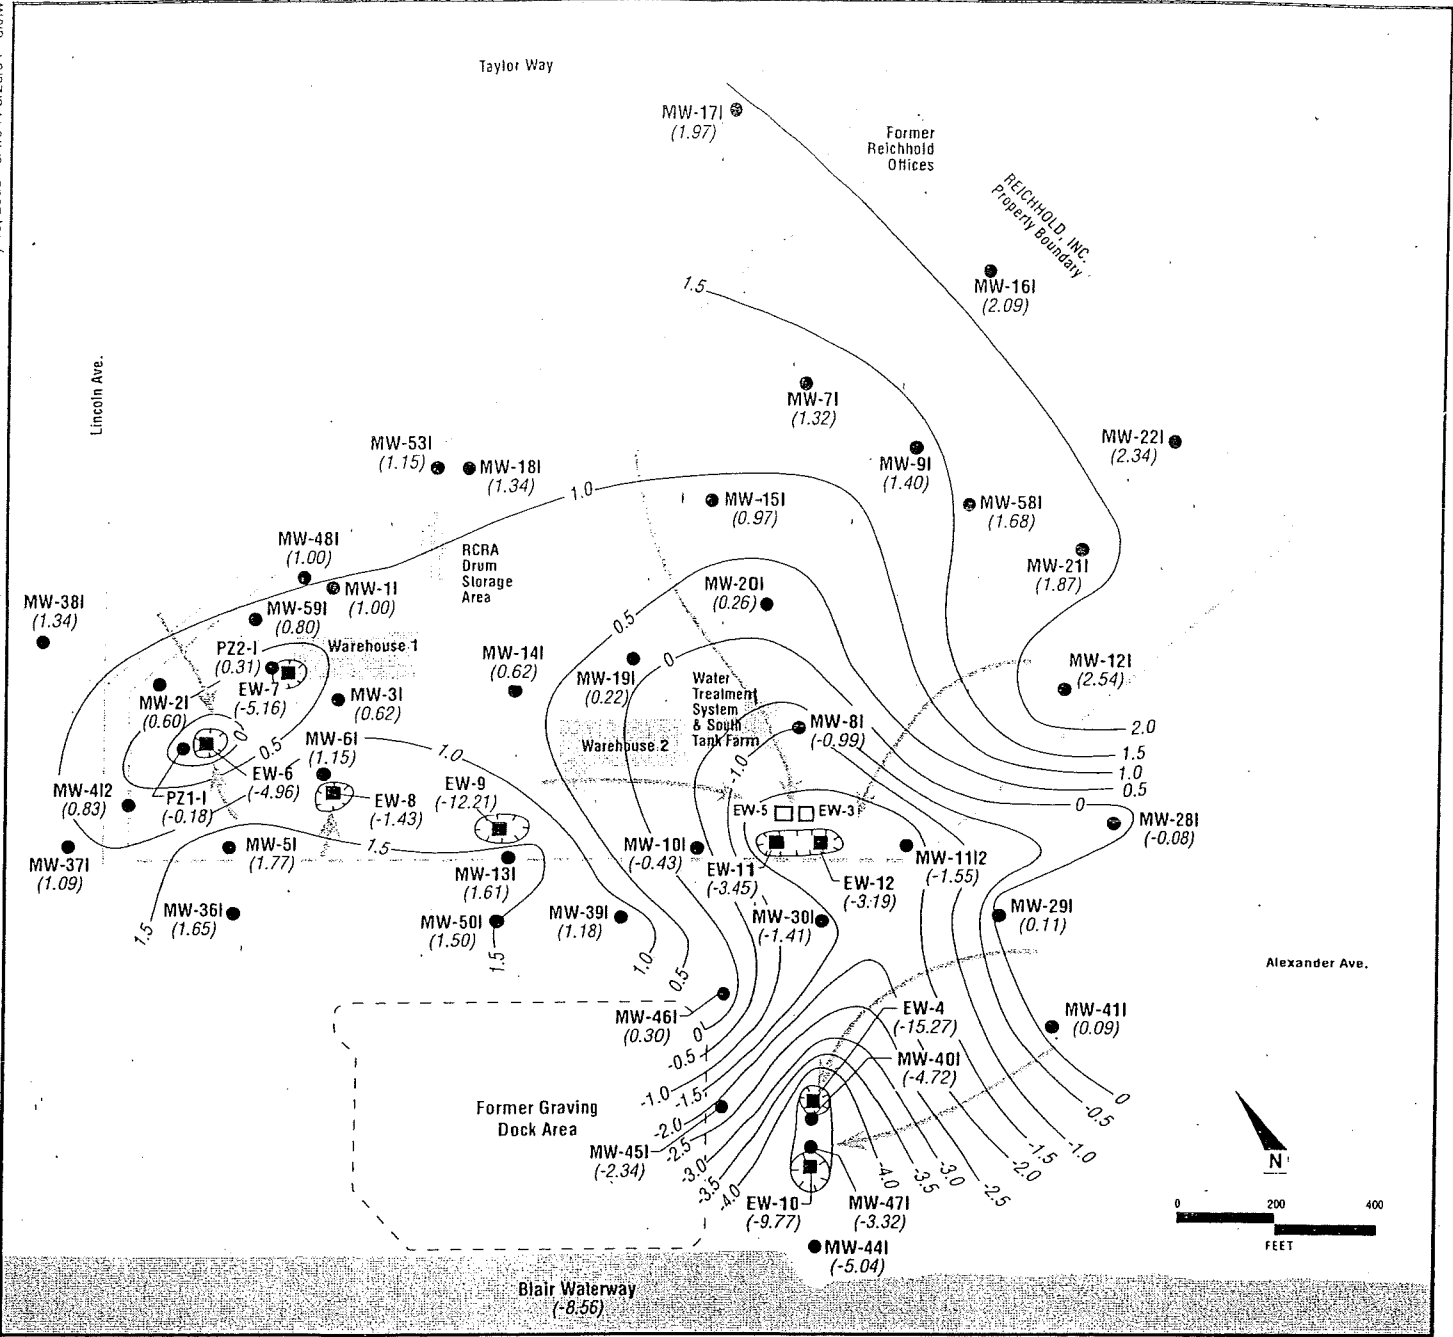 Taylor Way
MW-17I
(1.97)
Former
Reichhold
Offices
REICHHOLD, INC.
Property Boundary
MW-16I
(2.09)
1.5
Lincoln Ave.
MW-7I
(1.32)
MW-53I
(1.15)
MW-18I
(1.34)
MW-9I
(1.40)
MW-22I
(2.34)
1.0
MW-15I
(0.97)
MW-58I
(1.68)
MW-48I
(1.00)
RCRA
Drum
Storage
Area
MW-21I
(1.87)
MW-1I
(1.00)
MW-20I
(0.26)
MW-38I
(1.34)
MW-59I
(0.80)
0.5
PZ2-I
(0.31)
Warehouse 1
MW-14I
(0.62)
MW-19I
(0.22)
0
Water
Treatment
System
& South
Tank Farm
MW-12I
(2.54)
MW-2I
(0.60)
EW-7
(-5.16)
MW-3I
(0.62)
MW-8I
(-0.99)
2.0
0
0.5
MW-6I
(1.15)
1.0
Warehouse 2
-1.0
1.5
1.0
0.5
0
EW-6
(-4.96)
EW-9
(-12.21)
MW-4I2
(0.83)
PZ1-I
(-0.18)
EW-8
(-1.43)
EW-5
EW-3
MW-28I
(-0.08)
MW-37I
(1.09)
MW-5I
(1.77)
1.5
MW-13I
(1.61)
MW-10I
(-0.43)
EW-11
(-3.45)
EW-12
(-3.19)
MW-11I2
(-1.55)
MW-36I
(1.65)
1.5
MW-50I
(1.50)
1.5
MW-39I
(1.18)
MW-30I
(-1.41)
MW-29I
(0.11)
1.0
0.5
Alexander Ave.
MW-46I
(0.30)
EW-4
(-15.27)
MW-41I
(0.09)
0
-0.5
-1.0
-1.5
-2.0
-2.5
-3.0
-3.5
-4.0
MW-40I
(-4.72)
Former Graving
Dock Area
MW-45I
(-2.34)
0
-0.5
-1.0
-1.5
-2.0
-2.5
-3.0
-3.5
-4.0
N
EW-10
(-9.77)
MW-47I
(-3.32)
0
200
400
FEET
MW-44I
(-5.04)
Blair Waterway
(-8.56)